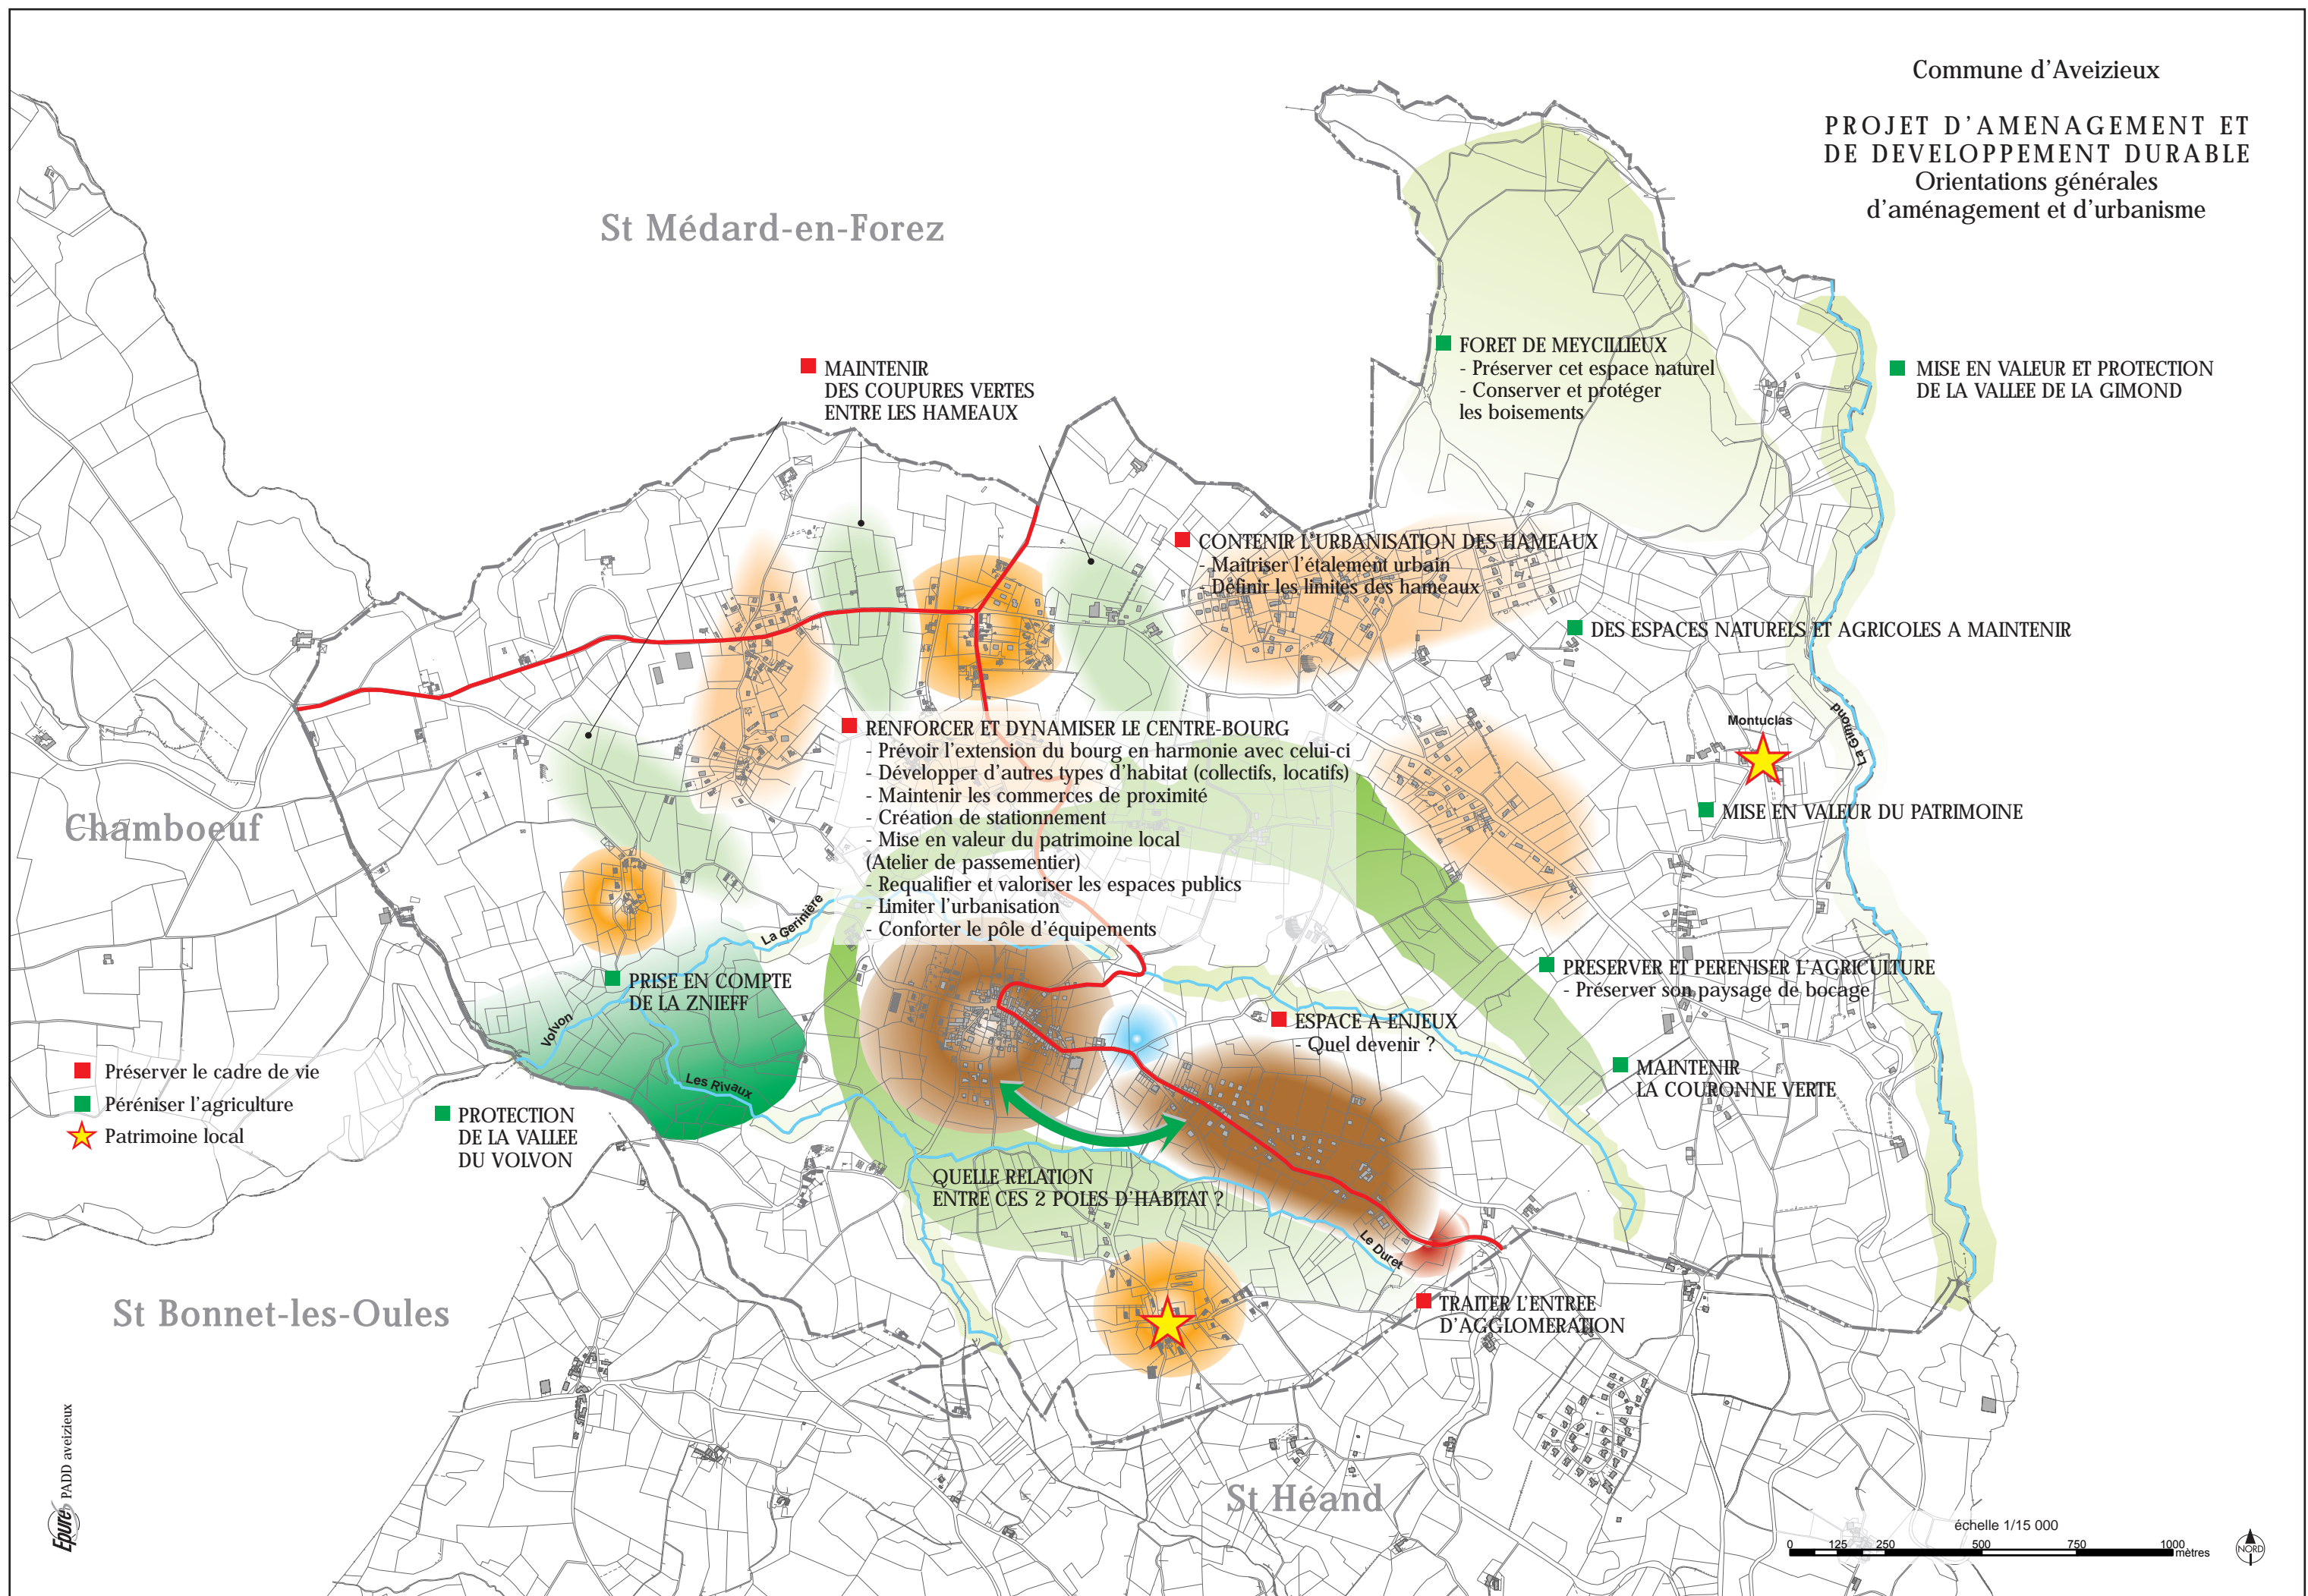 Commune d'Aveizieux
PROJET D'AMENAGEMENT ET
DE DEVELOPPEMENT DURABLE
Orientations générales
d'aménagement et d'urbanisme
St Médard-en-Forez
FORET DE MEYCILLIEUX
- Préserver cet espace naturel
- Conserver et protéger
les boisements
MISE EN VALEUR ET PROTECTION
DE LA VALLEE DE LA GIMOND
MAINTENIR
DES COUPURES VERTES
ENTRE LES HAMEAUX
CONTENIR L'URBANISATION DES HAMEAUX
- Maîtriser l'étalement urbain
- Définir les limites des hameaux
DES ESPACES NATURELS ET AGRICOLES A MAINTENIR
RENFORCER ET DYNAMISER LE CENTRE-BOURG
- Prévoir l'extension du bourg en harmonie avec celui-ci
- Développer d'autres types d'habitat (collectifs, locatifs)
- Maintenir les commerces de proximité
- Création de stationnement
- Mise en valeur du patrimoine local
(Atelier de passementier)
- Requalifier et valoriser les espaces publics
- Limiter l'urbanisation
- Conforter le pôle d'équipements
Montuclas
La Gimond
MISE EN VALEUR DU PATRIMOINE
Chamboeuf
La Gerinière
PRISE EN COMPTE
DE LA ZNIEFF
Volvon
Les Rivaux
PRESERVER ET PERENISER L'AGRICULTURE
- Préserver son paysage de bocage
ESPACE A ENJEUX
- Quel devenir ?
MAINTENIR
LA COURONNE VERTE
Préserver le cadre de vie
Péréniser l'agriculture
Patrimoine local
PROTECTION
DE LA VALLEE
DU VOLVON
QUELLE RELATION
ENTRE CES 2 POLES D'HABITAT ?
Le Duret
TRAITER L'ENTREE
D'AGGLOMERATION
St Bonnet-les-Oules
St Héand
Epures PADD aveizieux
échelle 1/15 000
0 125 250 500 750 1000 mètres
NORD